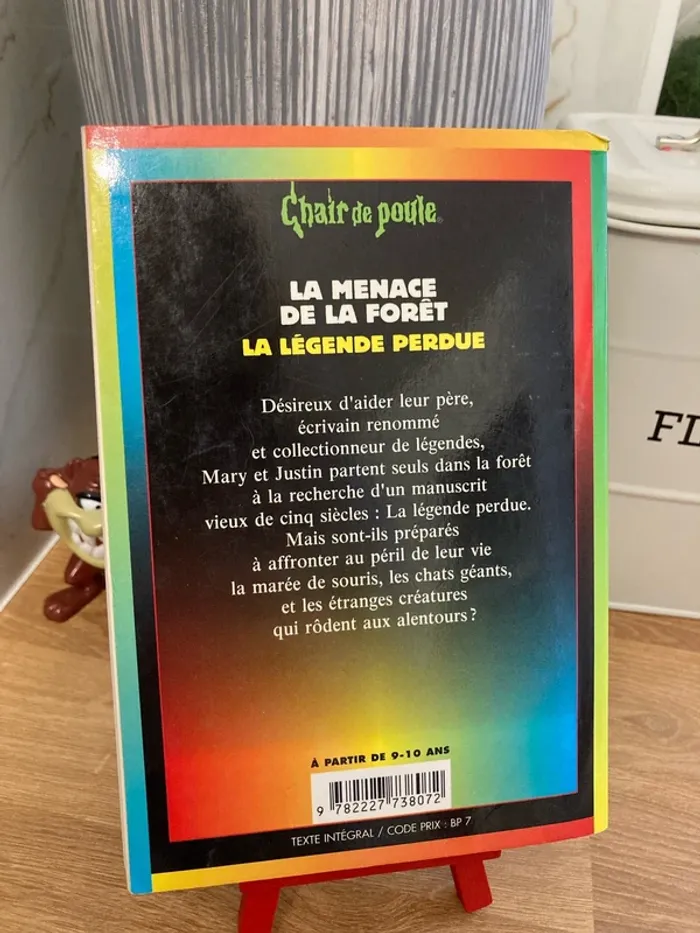 Chair de poule®
LA MENACE
DE LA FORÊT
LA LÉGENDE PERDUE
Désireux d'aider leur père,
écrivain renommé
et collectionneur de légendes,
Mary et Justin partent seuls dans la forêt
à la recherche d'un manuscrit
vieux de cinq siècles : La légende perdue.
Mais sont-ils préparés
à affronter au péril de leur vie
la marée de souris, les chats géants,
et les étranges créatures
qui rôdent aux alentours ?
À PARTIR DE 9-10 ANS
9 782227 738072
TEXTE INTÉGRAL / CODE PRIX : BP 7